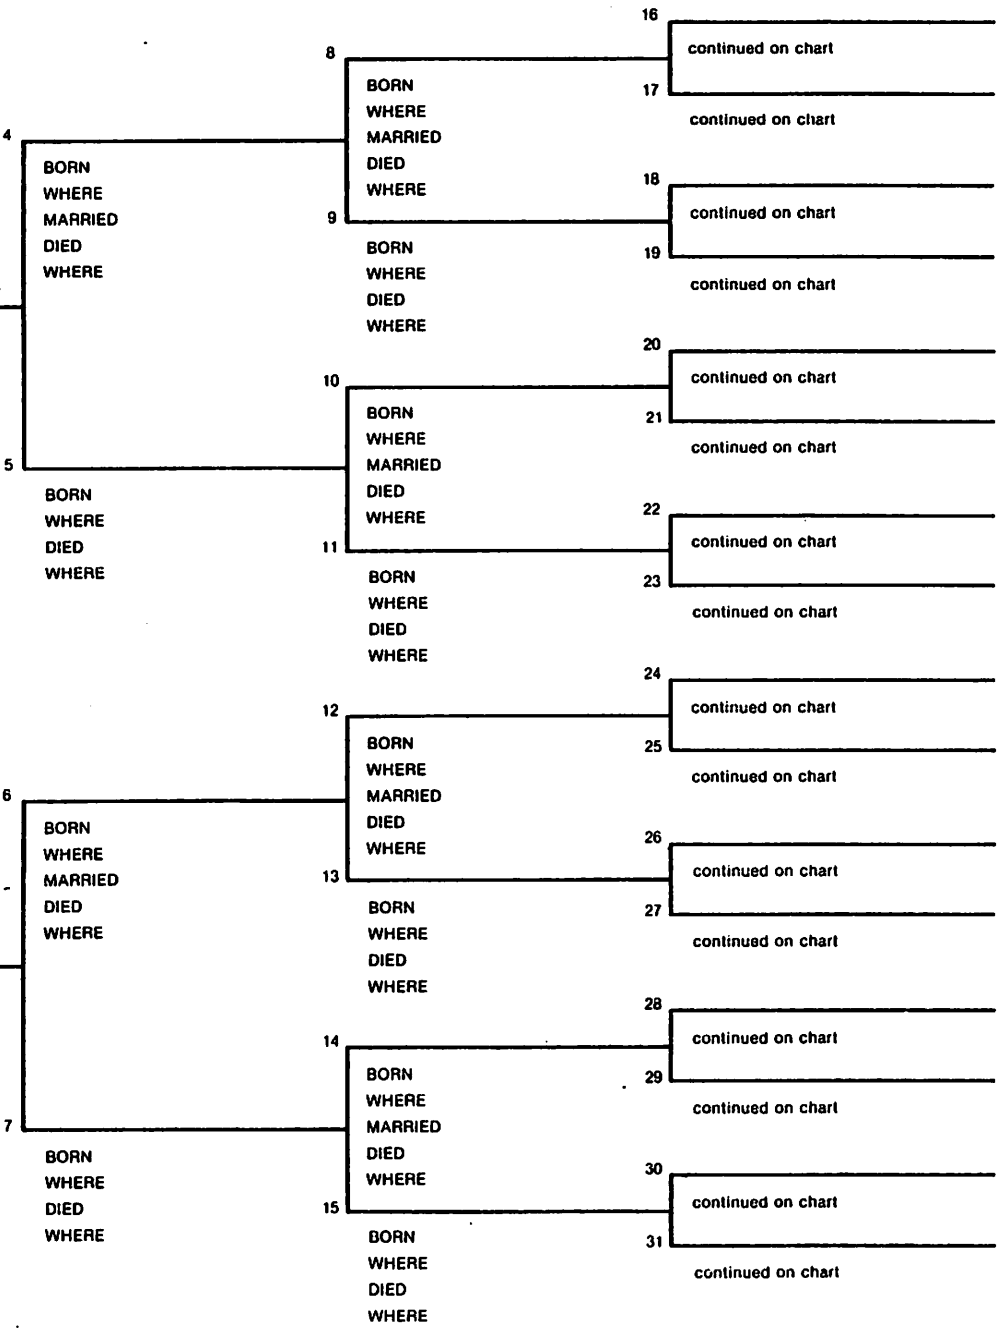 16
continued on chart
8
BORN
WHERE
MARRIED
DIED
WHERE
17
continued on chart
4
BORN
WHERE
MARRIED
DIED
WHERE
18
continued on chart
9
BORN
WHERE
DIED
WHERE
19
continued on chart
20
continued on chart
10
BORN
WHERE
MARRIED
DIED
WHERE
21
continued on chart
5
BORN
WHERE
DIED
WHERE
22
continued on chart
11
BORN
WHERE
DIED
WHERE
23
continued on chart
24
continued on chart
12
BORN
WHERE
MARRIED
DIED
WHERE
25
continued on chart
6
BORN
WHERE
MARRIED
DIED
WHERE
26
continued on chart
13
BORN
WHERE
DIED
WHERE
27
continued on chart
28
continued on chart
14
BORN
WHERE
MARRIED
DIED
WHERE
29
continued on chart
7
BORN
WHERE
DIED
WHERE
30
continued on chart
15
BORN
WHERE
DIED
WHERE
31
continued on chart